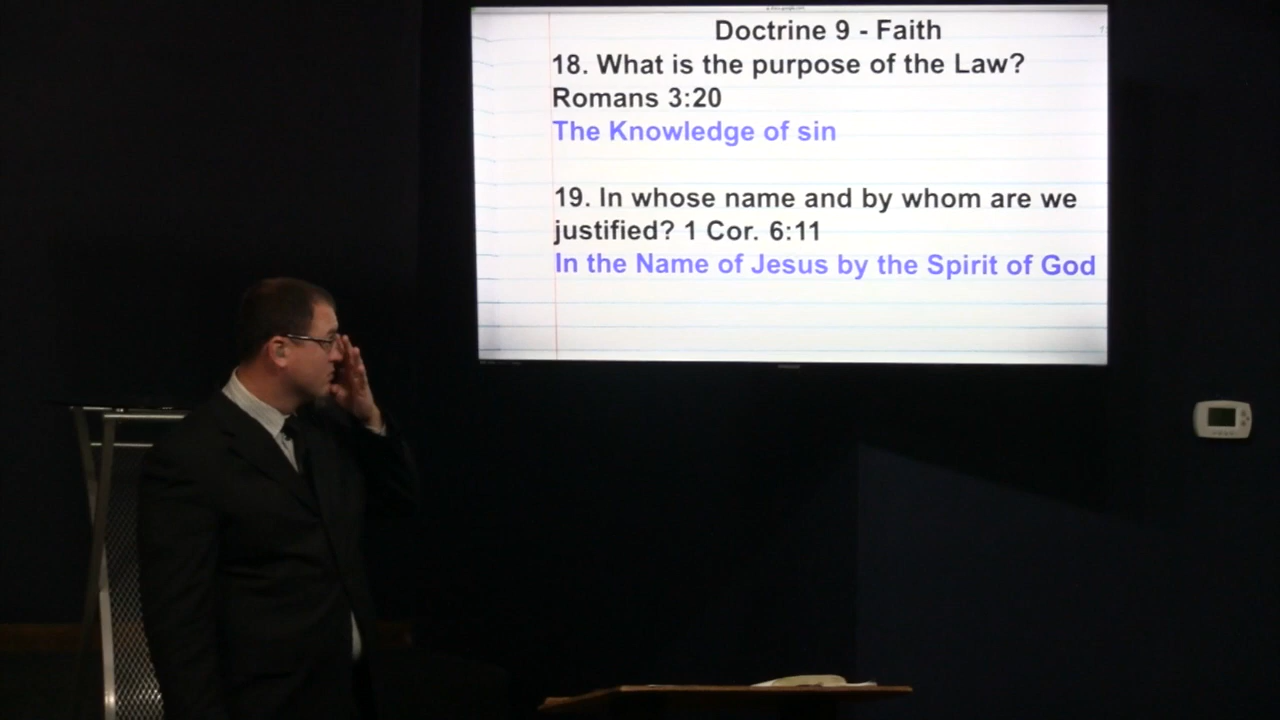 Doctrine 9 - Faith
18. What is the purpose of the Law?
Romans 3:20
The Knowledge of sin
19. In whose name and by whom are we
justified? 1 Cor. 6:11
In the Name of Jesus by the Spirit of God